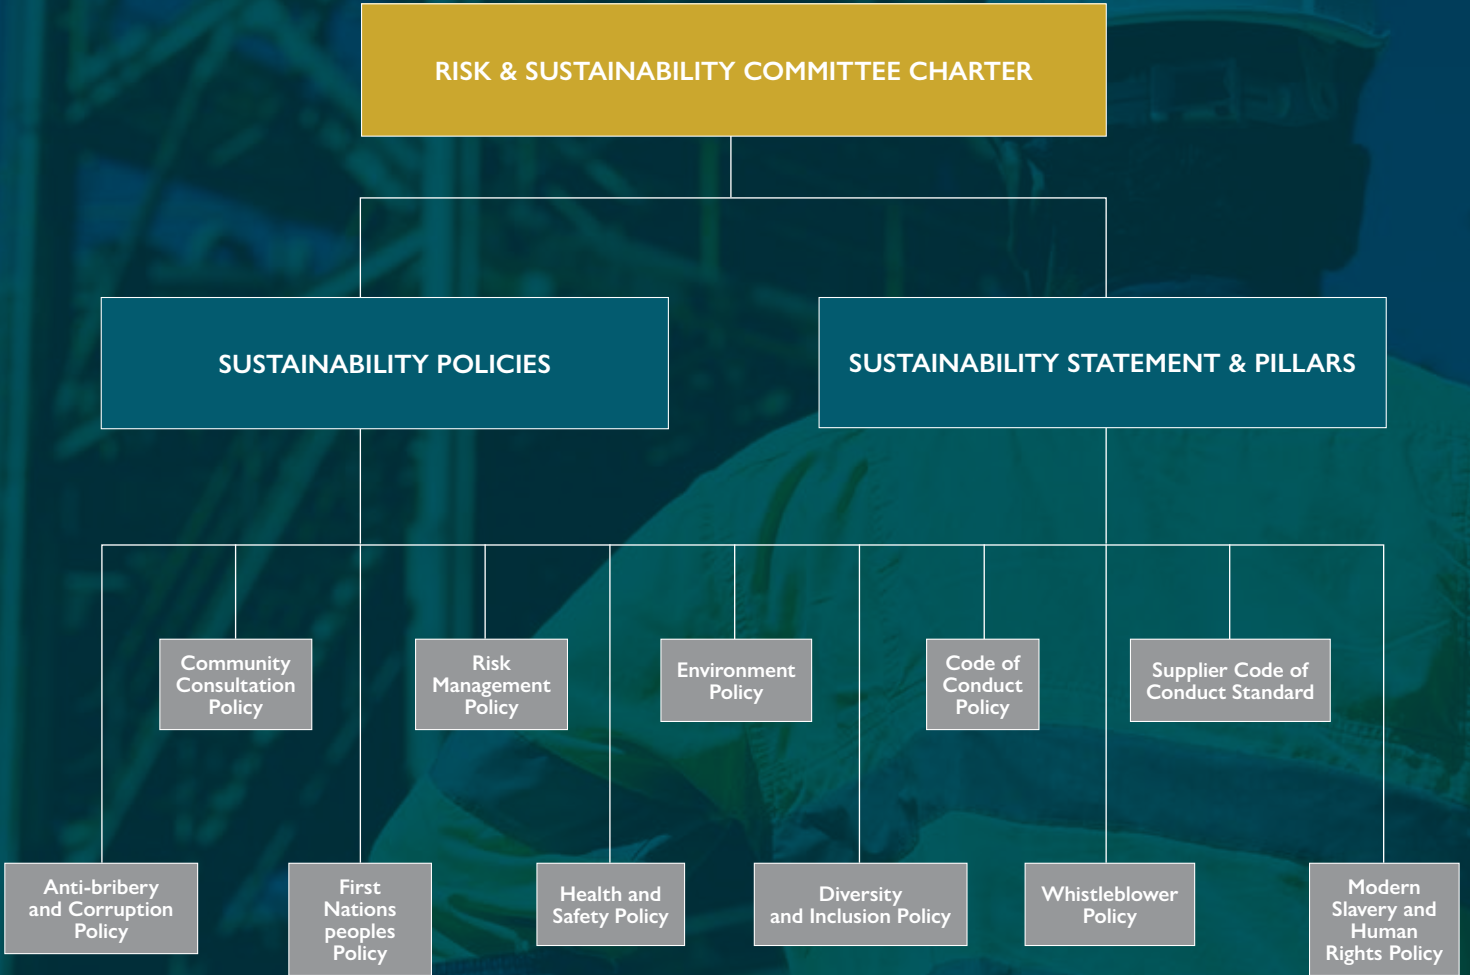 RISK & SUSTAINABILITY COMMITTEE CHARTER
SUSTAINABILITY POLICIES
SUSTAINABILITY STATEMENT & PILLARS
Community
Consultation
Policy
Risk
Management
Policy
Environment
Policy
Code of
Conduct
Policy
Supplier Code of
Conduct Standard
Anti-bribery
and Corruption
Policy
First
Nations
peoples
Policy
Health and
Safety Policy
Diversity
and Inclusion Policy
Whistleblower
Policy
Modern
Slavery and
Human
Rights Policy